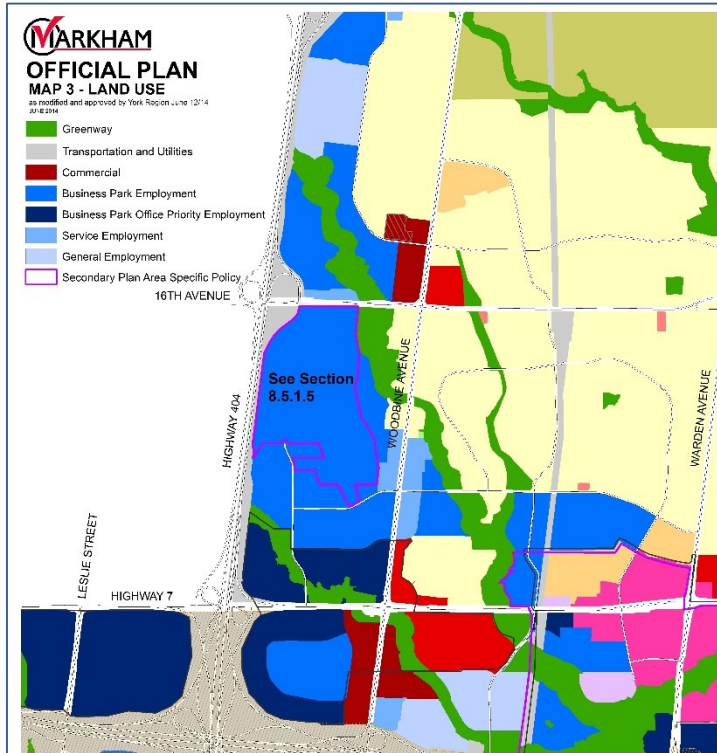 MARKHAM
OFFICIAL PLAN
MAP 3 - LAND USE
as modified and approved by York Region June 12/14
JUNE 2014
Greenway
Transportation and Utilities
Commercial
Business Park Employment
Business Park Office Priority Employment
Service Employment
General Employment
Secondary Plan Area Specific Policy
16TH AVENUE
See Section
8.5.1.5
HIGHWAY 404
WOODBINE AVENUE
WARDEN AVENUE
LESLIE STREET
HIGHWAY 7